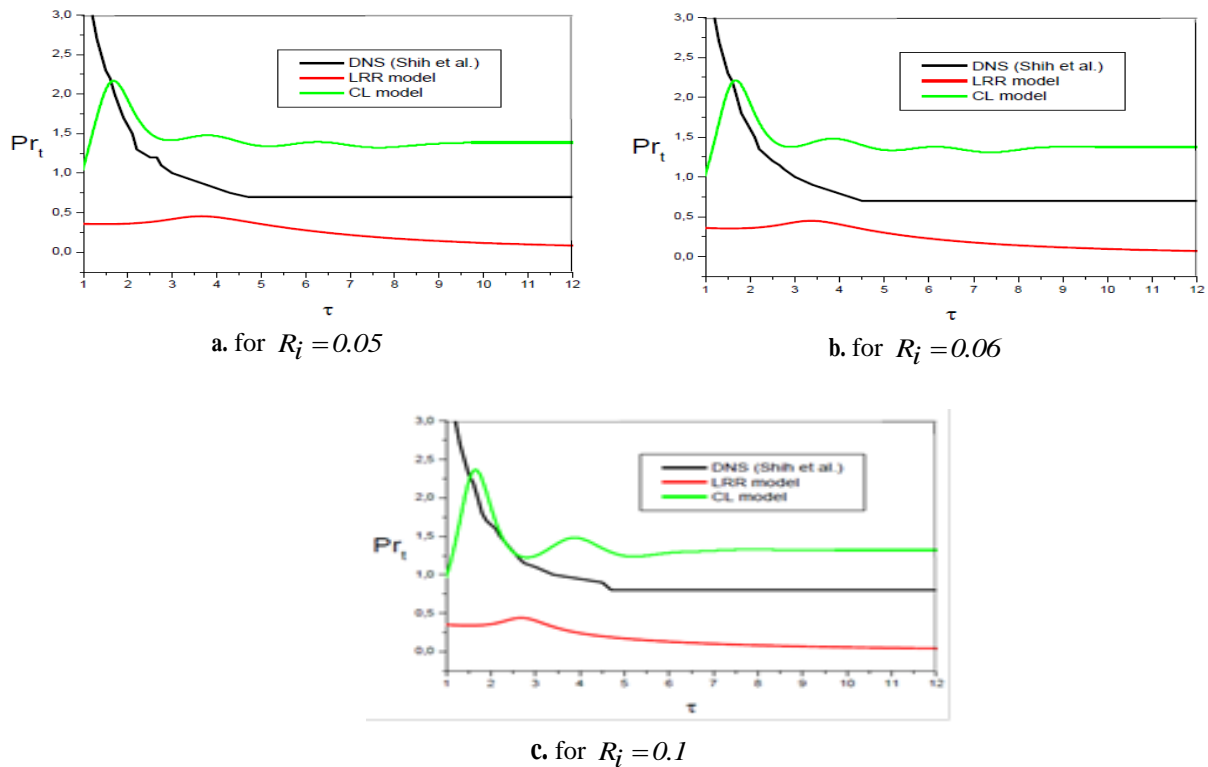 3,0
2,5
2,0
1,5
1,0
0,5
0,0
Pr_t
DNS (Shih et al.)
LRR model
CL model
1 2 3 4 5 6 7 8 9 10 11 12
τ
a. for R_i =0.05
3,0
2,5
2,0
1,5
1,0
0,5
0,0
Pr_t
DNS (Shih et al.)
LRR model
CL model
1 2 3 4 5 6 7 8 9 10 11 12
τ
b. for R_i =0.06
3,0
2,5
2,0
1,5
1,0
0,5
0,0
Pr_t
DNS (Shih et al.)
LRR model
CL model
1 2 3 4 5 6 7 8 9 10 11 12
τ
c. for R_i =0.1